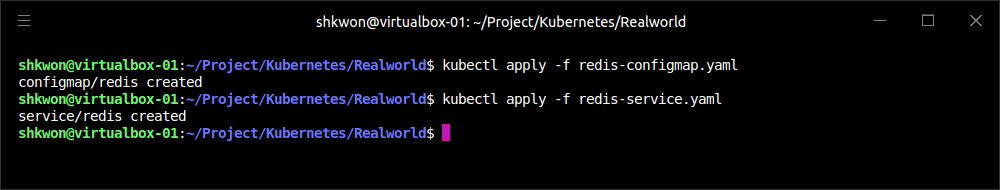 shkwon@virtualbox-01: ~/Project/Kubernetes/Realworld
shkwon@virtualbox-01:~/Project/Kubernetes/Realworld$ kubectl apply -f redis-configmap.yaml
configmap/redis created
shkwon@virtualbox-01:~/Project/Kubernetes/Realworld$ kubectl apply -f redis-service.yaml
service/redis created
shkwon@virtualbox-01:~/Project/Kubernetes/Realworld$